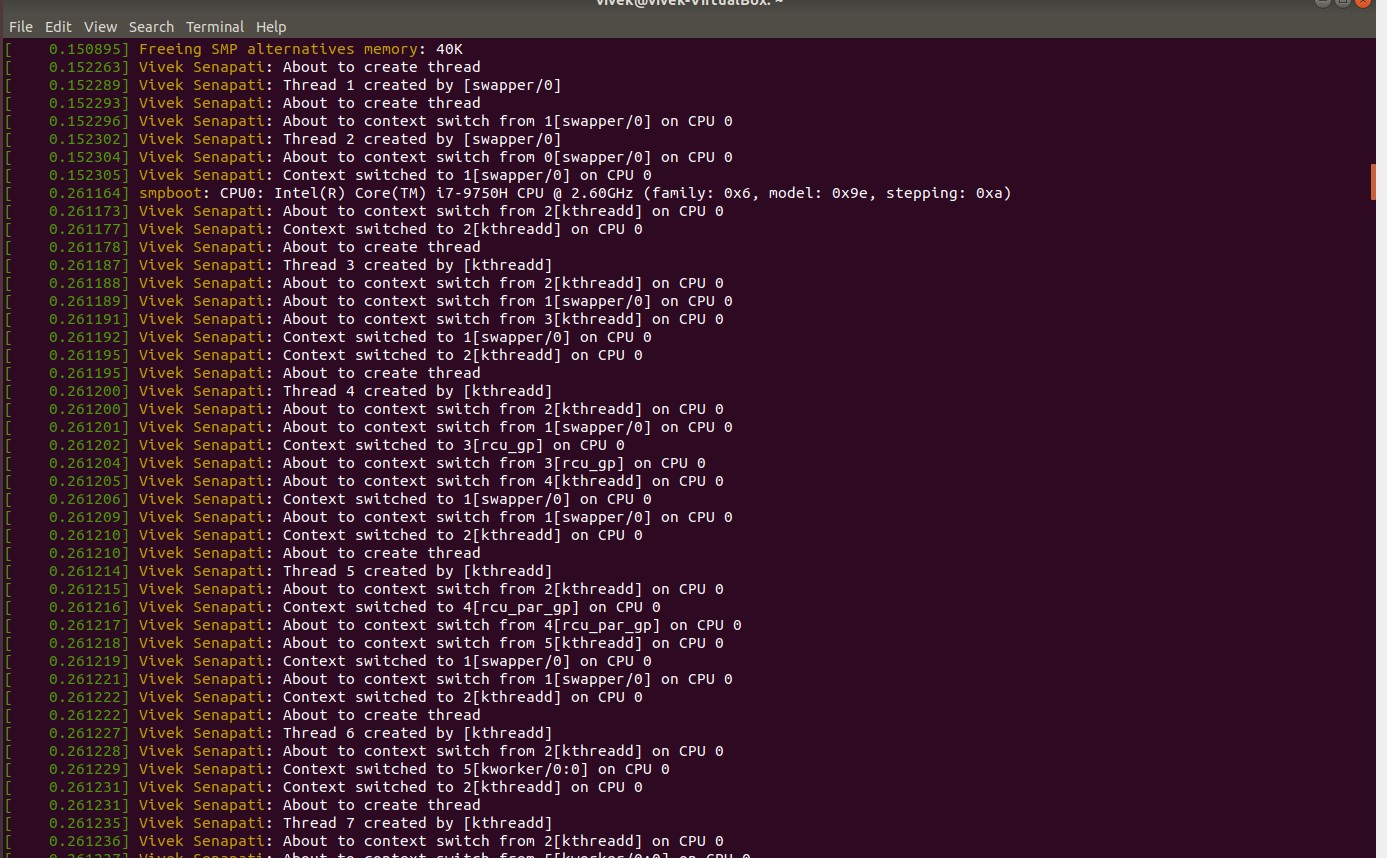 vivek@vivek-VirtualBox: ~
File Edit View Search Terminal Help
[    0.150895] Freeing SMP alternatives memory: 40K
[    0.152263] Vivek Senapati: About to create thread
[    0.152289] Vivek Senapati: Thread 1 created by [swapper/0]
[    0.152293] Vivek Senapati: About to create thread
[    0.152296] Vivek Senapati: About to context switch from 1[swapper/0] on CPU 0
[    0.152302] Vivek Senapati: Thread 2 created by [swapper/0]
[    0.152304] Vivek Senapati: About to context switch from 0[swapper/0] on CPU 0
[    0.152305] Vivek Senapati: Context switched to 1[swapper/0] on CPU 0
[    0.261164] smpboot: CPU0: Intel(R) Core(TM) i7-9750H CPU @ 2.60GHz (family: 0x6, model: 0x9e, stepping: 0xa)
[    0.261173] Vivek Senapati: About to context switch from 2[kthreadd] on CPU 0
[    0.261177] Vivek Senapati: Context switched to 2[kthreadd] on CPU 0
[    0.261178] Vivek Senapati: About to create thread
[    0.261187] Vivek Senapati: Thread 3 created by [kthreadd]
[    0.261188] Vivek Senapati: About to context switch from 2[kthreadd] on CPU 0
[    0.261189] Vivek Senapati: About to context switch from 1[swapper/0] on CPU 0
[    0.261191] Vivek Senapati: About to context switch from 3[kthreadd] on CPU 0
[    0.261192] Vivek Senapati: Context switched to 1[swapper/0] on CPU 0
[    0.261195] Vivek Senapati: Context switched to 2[kthreadd] on CPU 0
[    0.261195] Vivek Senapati: About to create thread
[    0.261200] Vivek Senapati: Thread 4 created by [kthreadd]
[    0.261200] Vivek Senapati: About to context switch from 2[kthreadd] on CPU 0
[    0.261201] Vivek Senapati: About to context switch from 1[swapper/0] on CPU 0
[    0.261202] Vivek Senapati: Context switched to 3[rcu_gp] on CPU 0
[    0.261204] Vivek Senapati: About to context switch from 3[rcu_gp] on CPU 0
[    0.261205] Vivek Senapati: About to context switch from 4[kthreadd] on CPU 0
[    0.261206] Vivek Senapati: Context switched to 1[swapper/0] on CPU 0
[    0.261209] Vivek Senapati: About to context switch from 1[swapper/0] on CPU 0
[    0.261210] Vivek Senapati: Context switched to 2[kthreadd] on CPU 0
[    0.261210] Vivek Senapati: About to create thread
[    0.261214] Vivek Senapati: Thread 5 created by [kthreadd]
[    0.261215] Vivek Senapati: About to context switch from 2[kthreadd] on CPU 0
[    0.261216] Vivek Senapati: Context switched to 4[rcu_par_gp] on CPU 0
[    0.261217] Vivek Senapati: About to context switch from 4[rcu_par_gp] on CPU 0
[    0.261218] Vivek Senapati: About to context switch from 5[kthreadd] on CPU 0
[    0.261219] Vivek Senapati: Context switched to 1[swapper/0] on CPU 0
[    0.261221] Vivek Senapati: About to context switch from 1[swapper/0] on CPU 0
[    0.261222] Vivek Senapati: Context switched to 2[kthreadd] on CPU 0
[    0.261222] Vivek Senapati: About to create thread
[    0.261227] Vivek Senapati: Thread 6 created by [kthreadd]
[    0.261228] Vivek Senapati: About to context switch from 2[kthreadd] on CPU 0
[    0.261229] Vivek Senapati: Context switched to 5[kworker/0:0] on CPU 0
[    0.261231] Vivek Senapati: Context switched to 2[kthreadd] on CPU 0
[    0.261231] Vivek Senapati: About to create thread
[    0.261235] Vivek Senapati: Thread 7 created by [kthreadd]
[    0.261236] Vivek Senapati: About to context switch from 2[kthreadd] on CPU 0
[    0.261237] Vivek Senapati: About to context switch from 5[kworker/0:0] on CPU 0